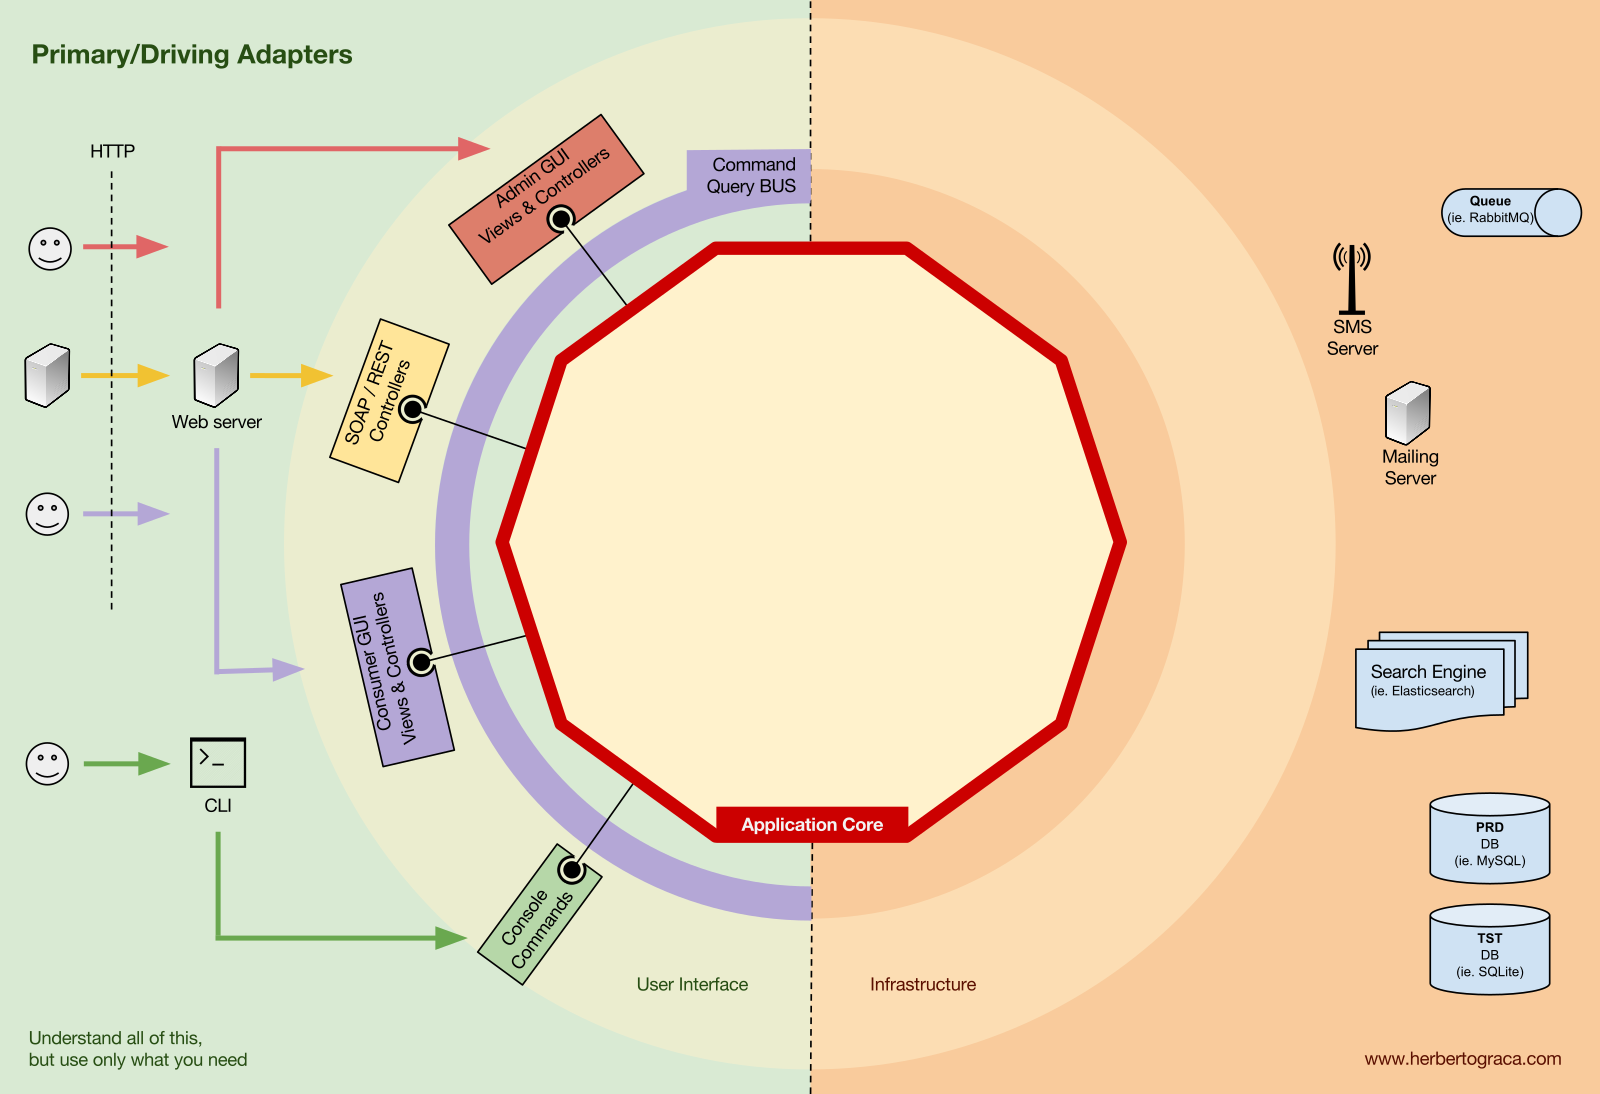 Primary/Driving Adapters
HTTP
Admin GUI
Views & Controllers
Command
Query BUS
Queue
(ie. RabbitMQ)
SMS
Server
SOAP / REST
Controllers
Web server
Mailing
Server
Consumer GUI
Views & Controllers
Search Engine
(ie. Elasticsearch)
>_
CLI
Application Core
PRD
DB
(ie. MySQL)
Console
Commands
TST
DB
(ie. SQLite)
User Interface
Infrastructure
Understand all of this,
but use only what you need
www.herbertograca.com